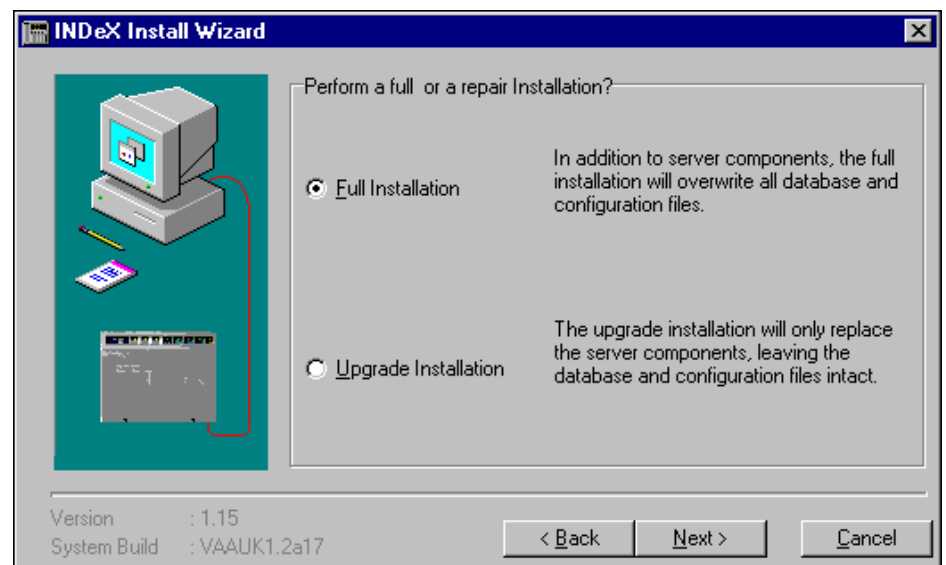 INDeX Install Wizard
Perform a full or a repair Installation?
Full Installation
In addition to server components, the full
installation will overwrite all database and
configuration files.
Upgrade Installation
The upgrade installation will only replace
the server components, leaving the
database and configuration files intact.
Version : 1.15
System Build : VAAUK1.2a17
< Back
Next >
Cancel